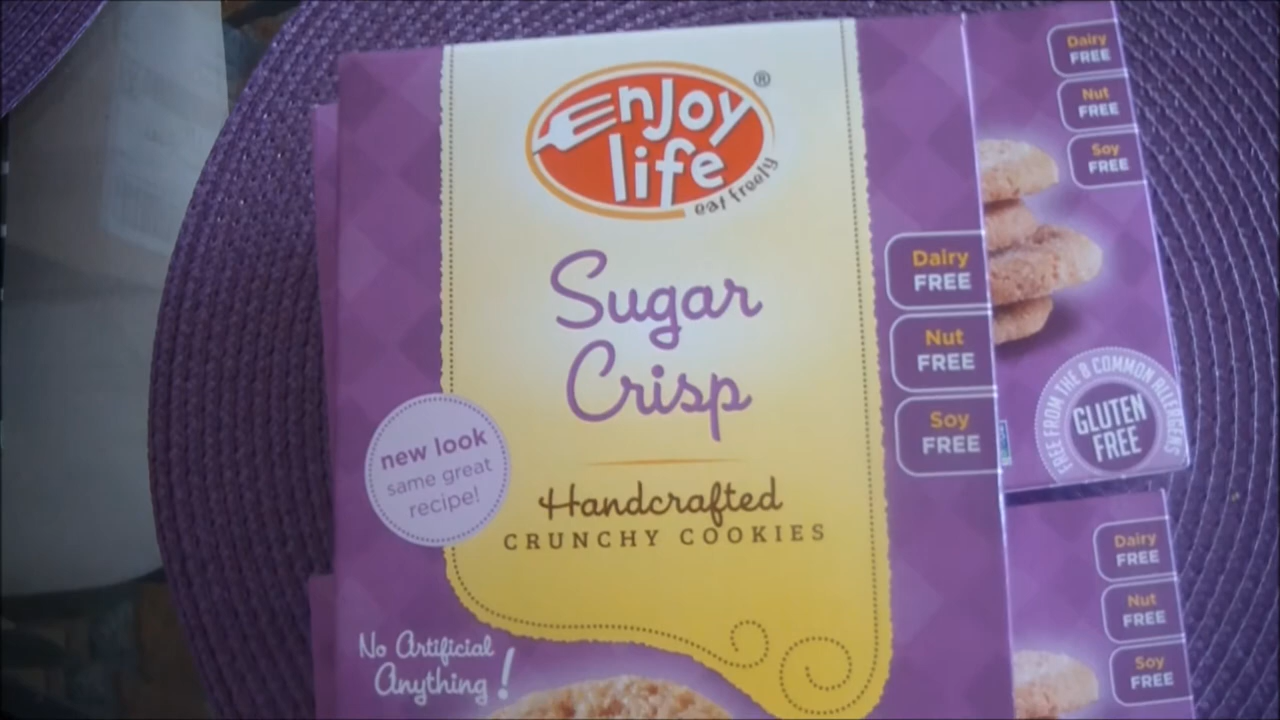 Enjoy
life
®
eat freely
Sugar
Crisp
new look
same great
recipe!
Handcrafted
CRUNCHY COOKIES
No Artificial
Anything!
Dairy
FREE
Nut
FREE
Soy
FREE
Dairy
FREE
Nut
FREE
Soy
FREE
FREE FROM THE 8 COMMON ALLERGENS
GLUTEN
FREE
Dairy
FREE
Nut
FREE
Soy
FREE